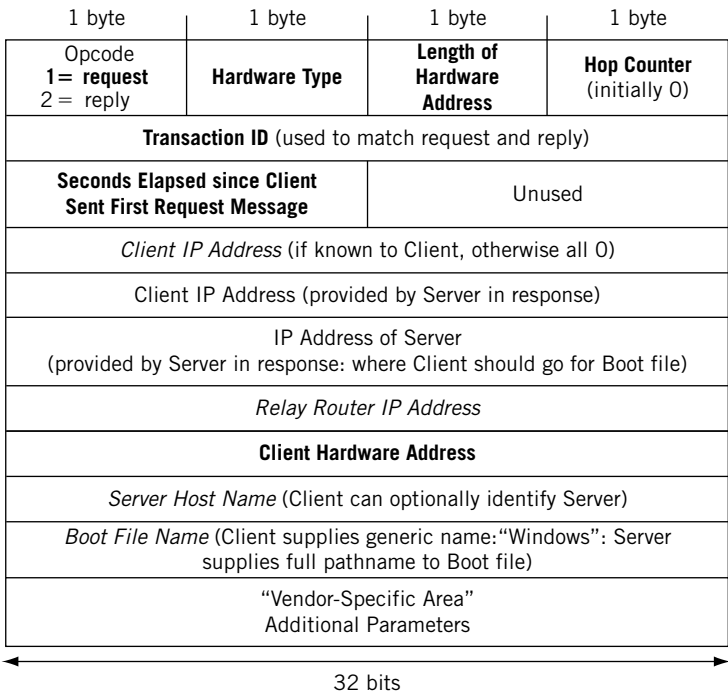 1 byte 1 byte 1 byte 1 byte
Opcode
1= request
2= reply
Hardware Type
Length of
Hardware
Address
Hop Counter
(initially 0)
Transaction ID (used to match request and reply)
Seconds Elapsed since Client
Sent First Request Message
Unused
Client IP Address (if known to Client, otherwise all 0)
Client IP Address (provided by Server in response)
IP Address of Server
(provided by Server in response: where Client should go for Boot file)
Relay Router IP Address
Client Hardware Address
Server Host Name (Client can optionally identify Server)
Boot File Name (Client supplies generic name:“Windows”: Server
supplies full pathname to Boot file)
“Vendor-Specific Area”
Additional Parameters
32 bits